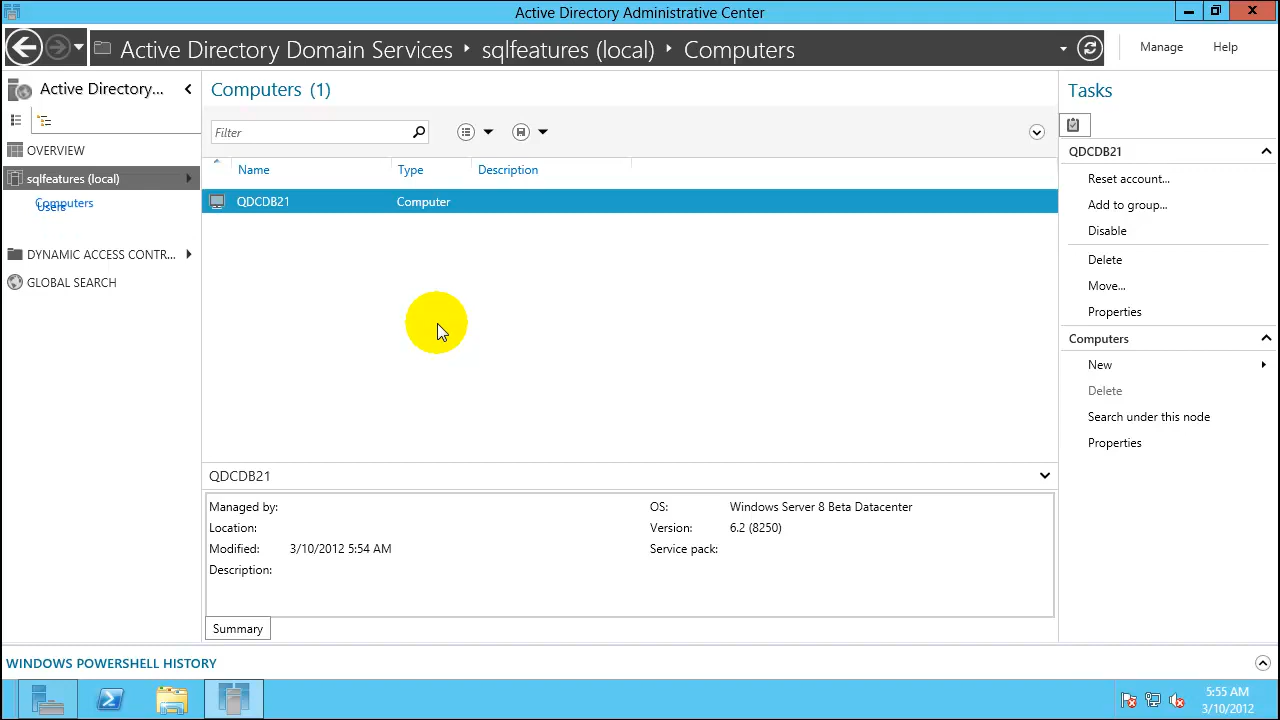 Active Directory Administrative Center
Active Directory Domain Services
sqlfeatures (local)
Computers
Manage
Help
Active Directory...
OVERVIEW
sqlfeatures (local)
Computers
Users
DYNAMIC ACCESS CONTR...
GLOBAL SEARCH
Computers (1)
Filter
Name Type Description
QDCDB21 Computer
QDCDB21
Managed by:
Location:
Modified: 3/10/2012 5:54 AM
Description:
OS: Windows Server 8 Beta Datacenter
Version: 6.2 (8250)
Service pack:
Summary
Tasks
QDCDB21
Reset account...
Add to group...
Disable
Delete
Move...
Properties
Computers
New
Delete
Search under this node
Properties
WINDOWS POWERSHELL HISTORY
5:55 AM
3/10/2012